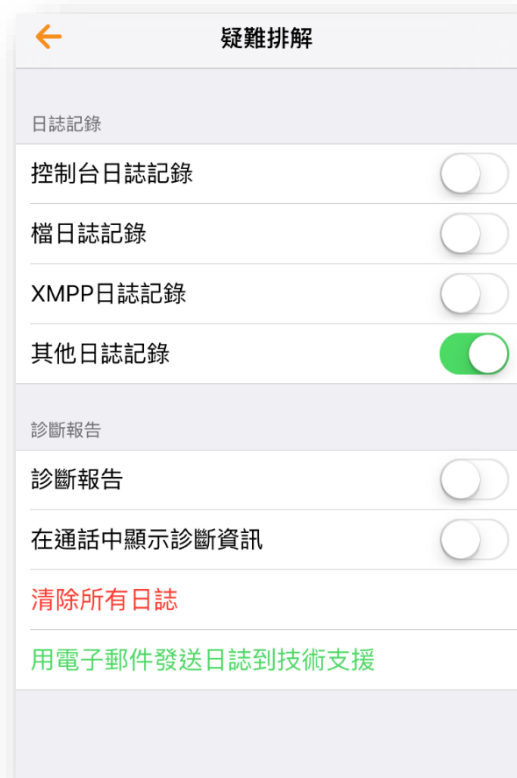 疑難排解
日誌記錄
控制台日誌記錄
檔日誌記錄
XMPP日誌記錄
其他日誌記錄
診斷報告
診斷報告
在通話中顯示診斷資訊
清除所有日誌
用電子郵件發送日誌到技術支援